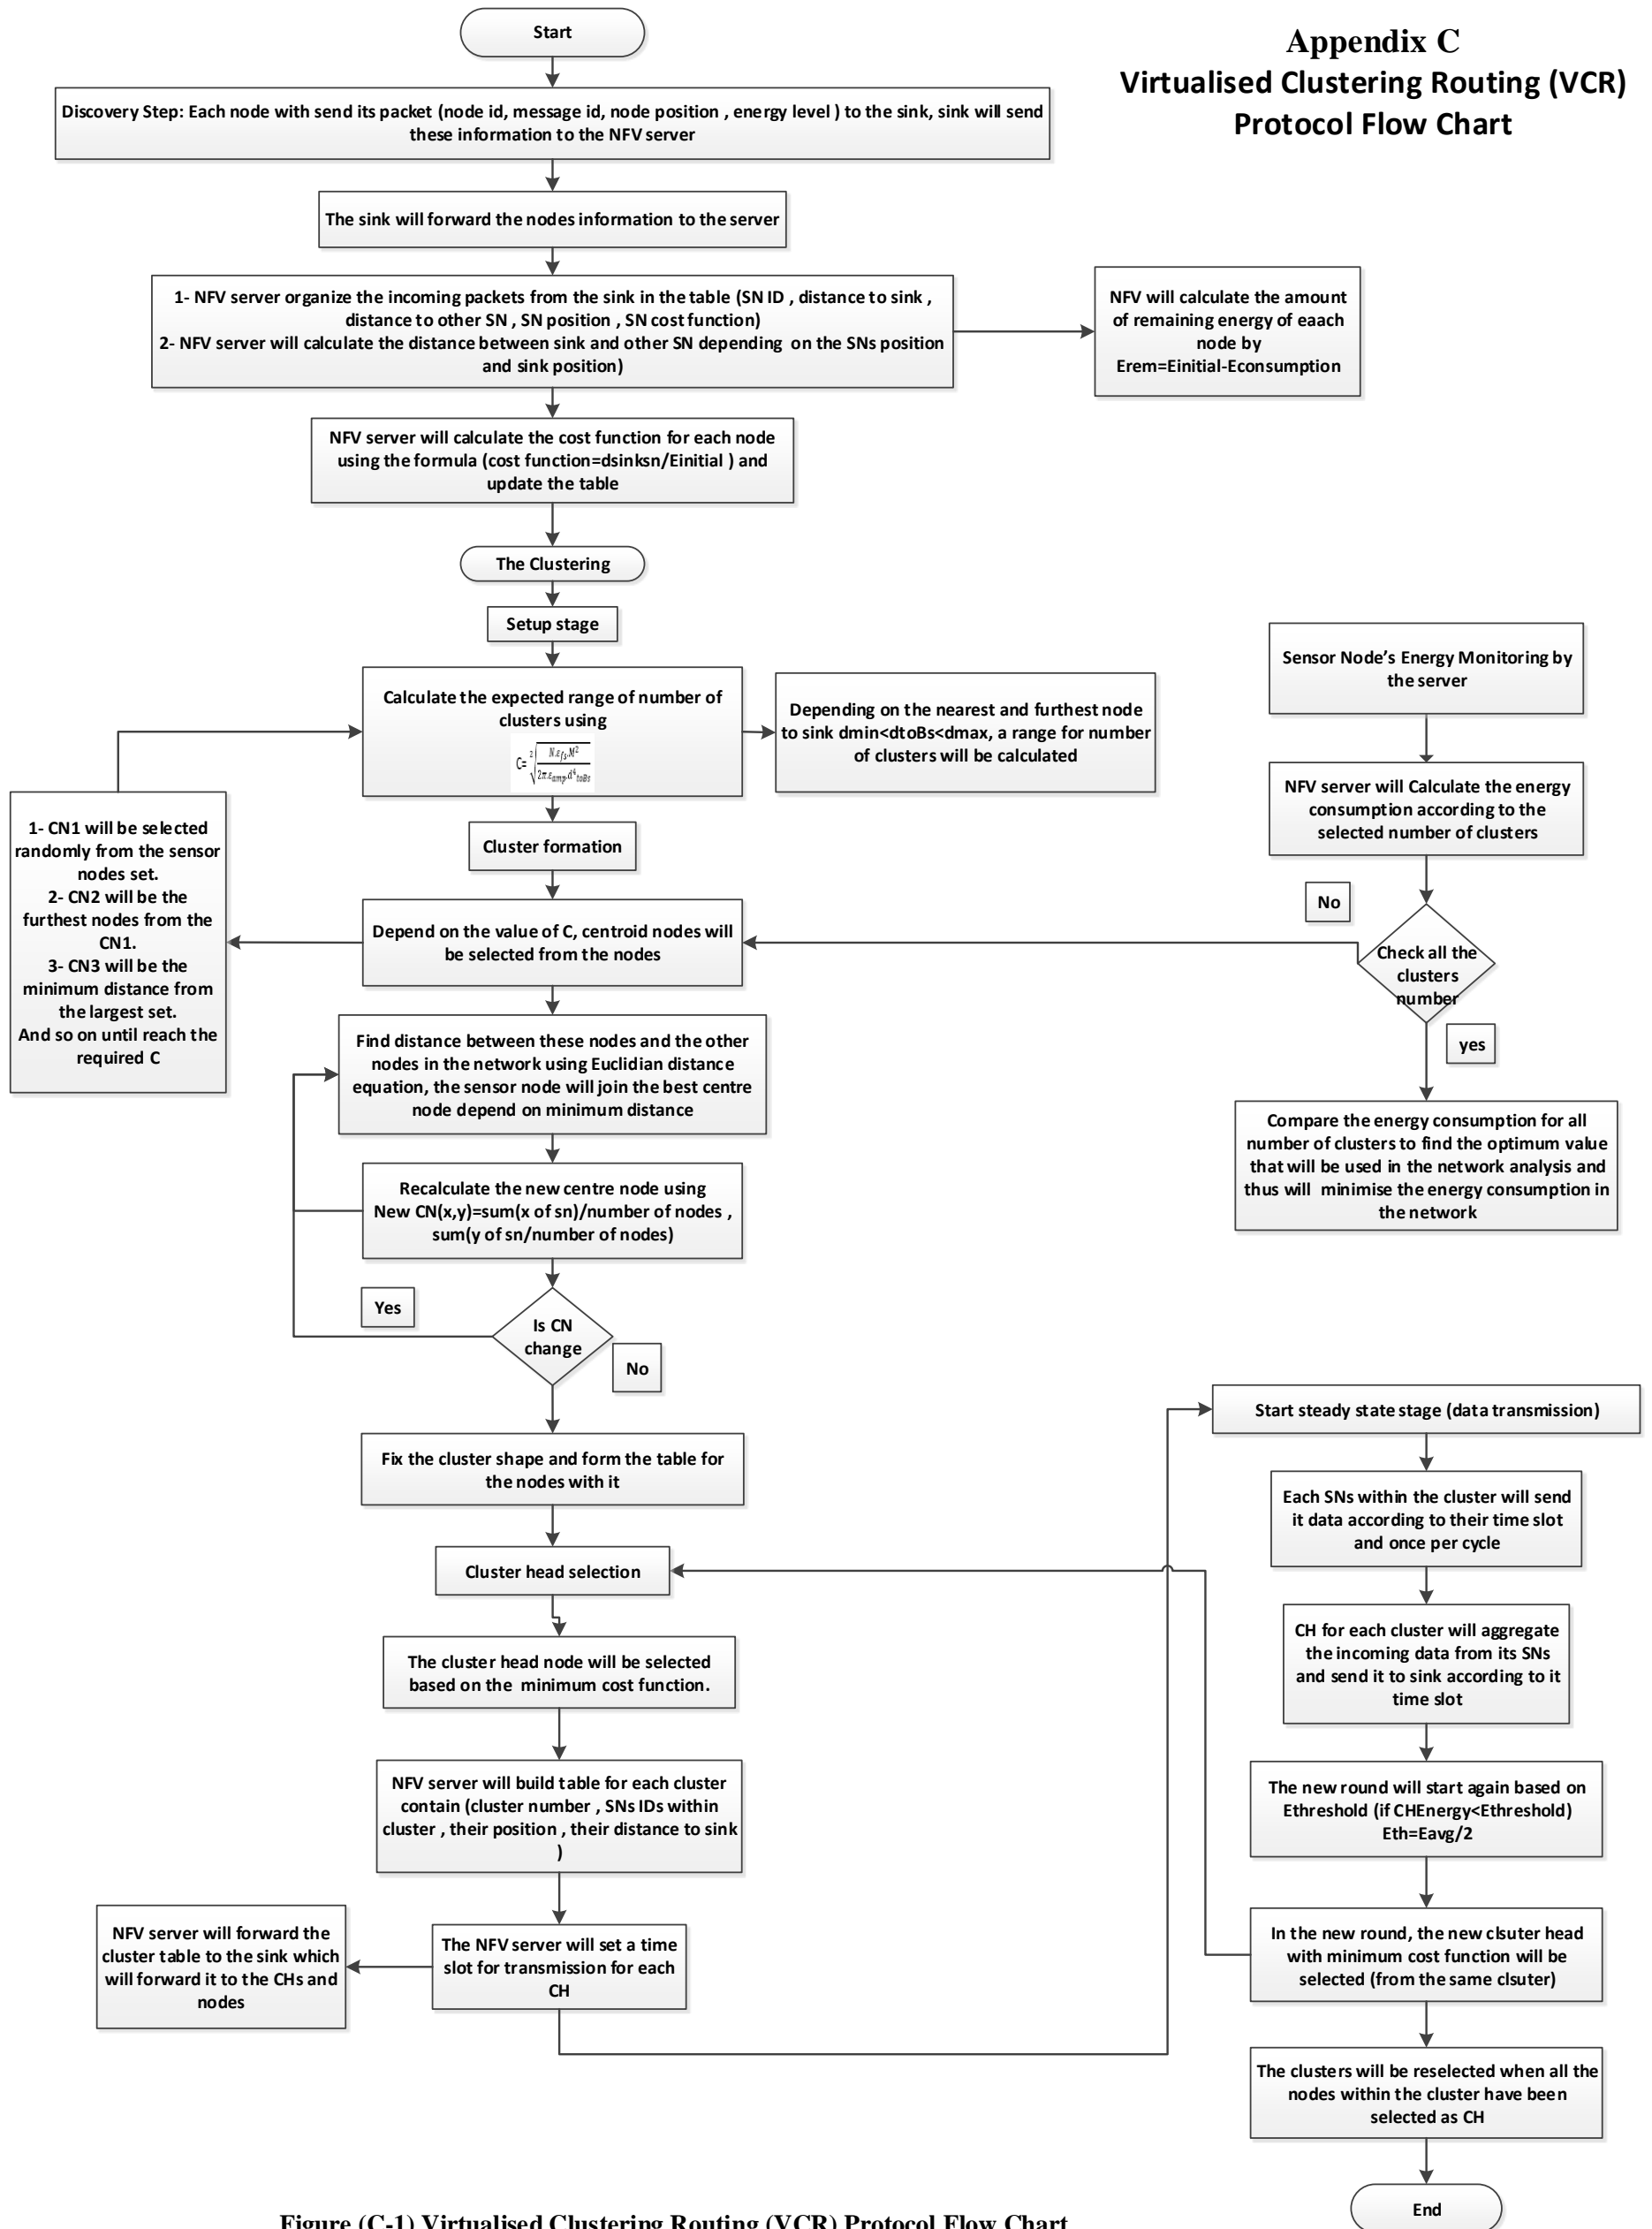 Appendix C
Virtualised Clustering Routing (VCR)
Protocol Flow Chart
Start
Discovery Step: Each node with send its packet (node id, message id, node position , energy level ) to the sink, sink will send
these information to the NFV server
The sink will forward the nodes information to the server
1- NFV server organize the incoming packets from the sink in the table (SN ID , distance to sink ,
distance to other SN , SN position , SN cost function)
2- NFV server will calculate the distance between sink and other SN depending on the SNs position
and sink position)
NFV will calculate the amount
of remaining energy of eaach
node by
Erem=Einitial-Econsumption
NFV server will calculate the cost function for each node
using the formula (cost function=dsinksn/Einitial ) and
update the table
The Clustering
Setup stage
Calculate the expected range of number of
clusters using
C= 2√(N.ε_fs.M² / 2π.ε_amp.d⁴_toBs)
Depending on the nearest and furthest node
to sink dmin<dtoBs<dmax, a range for number
of clusters will be calculated
1- CN1 will be selected
randomly from the sensor
nodes set.
2- CN2 will be the
furthest nodes from the
CN1.
3- CN3 will be the
minimum distance from
the largest set.
And so on until reach the
required C
Cluster formation
Depend on the value of C, centroid nodes will
be selected from the nodes
Find distance between these nodes and the other
nodes in the network using Euclidian distance
equation, the sensor node will join the best centre
node depend on minimum distance
Recalculate the new centre node using
New CN(x,y)=sum(x of sn)/number of nodes ,
sum(y of sn/number of nodes)
Yes
Is CN
change
No
Fix the cluster shape and form the table for
the nodes with it
Cluster head selection
The cluster head node will be selected
based on the minimum cost function.
NFV server will build table for each cluster
contain (cluster number , SNs IDs within
cluster , their position , their distance to sink
)
The NFV server will set a time
slot for transmission for each
CH
NFV server will forward the
cluster table to the sink which
will forward it to the CHs and
nodes
Sensor Node’s Energy Monitoring by
the server
NFV server will Calculate the energy
consumption according to the
selected number of clusters
No
Check all the
clusters
number
yes
Compare the energy consumption for all
number of clusters to find the optimum value
that will be used in the network analysis and
thus will minimise the energy consumption in
the network
Start steady state stage (data transmission)
Each SNs within the cluster will send
it data according to their time slot
and once per cycle
CH for each cluster will aggregate
the incoming data from its SNs
and send it to sink according to it
time slot
The new round will start again based on
Ethreshold (if CHEnergy<Ethreshold)
Eth=Eavg/2
In the new round, the new clsuter head
with minimum cost function will be
selected (from the same clsuter)
The clusters will be reselected when all the
nodes within the cluster have been
selected as CH
End
Figure (C-1) Virtualised Clustering Routing (VCR) Protocol Flow Chart